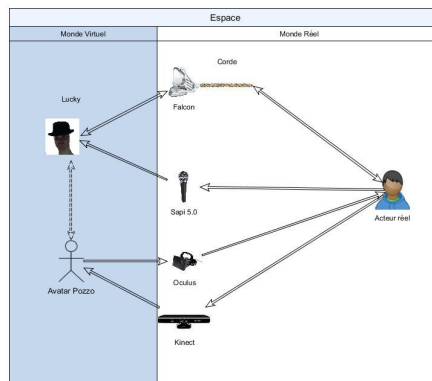 Espace
Monde Virtuel
Monde Réel
Corde
Lucky
Falcon
Sapi 5.0
Acteur réel
Avatar Pozzo
Oculus
Kinect